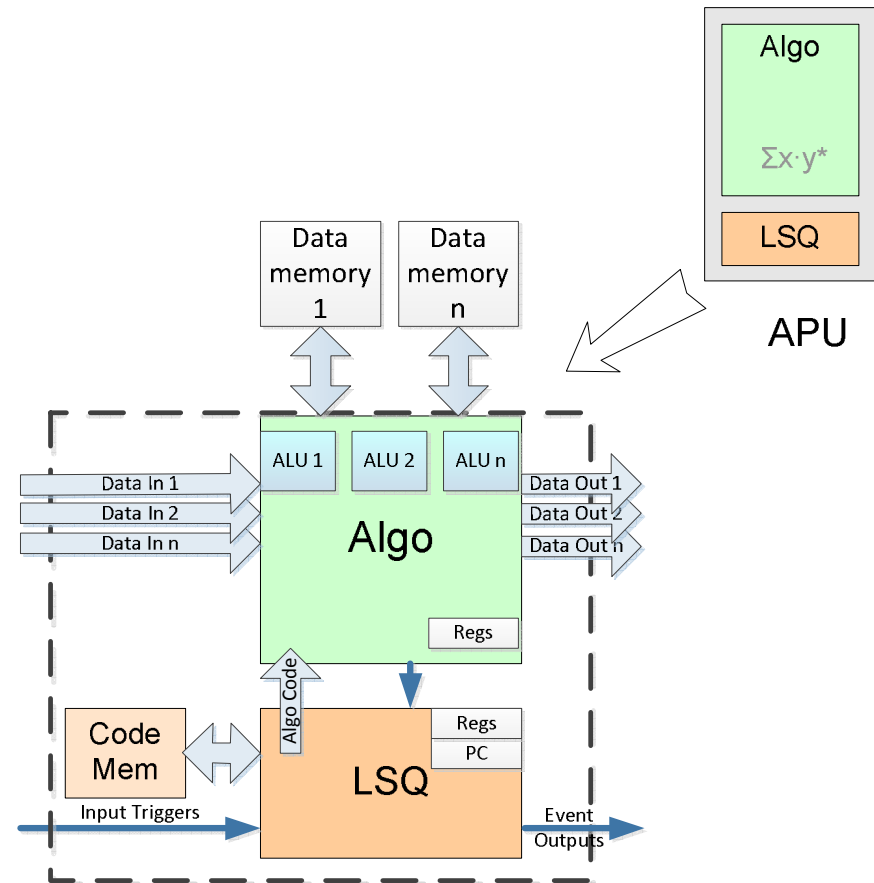 Algo
Σx·y*
LSQ
APU
Data
memory
1
Data
memory
n
ALU 1
ALU 2
ALU n
Data In 1
Data In 2
Data In n
Data Out 1
Data Out 2
Data Out n
Algo
Regs
Algo Code
Regs
PC
LSQ
Code
Mem
Input Triggers
Event
Outputs